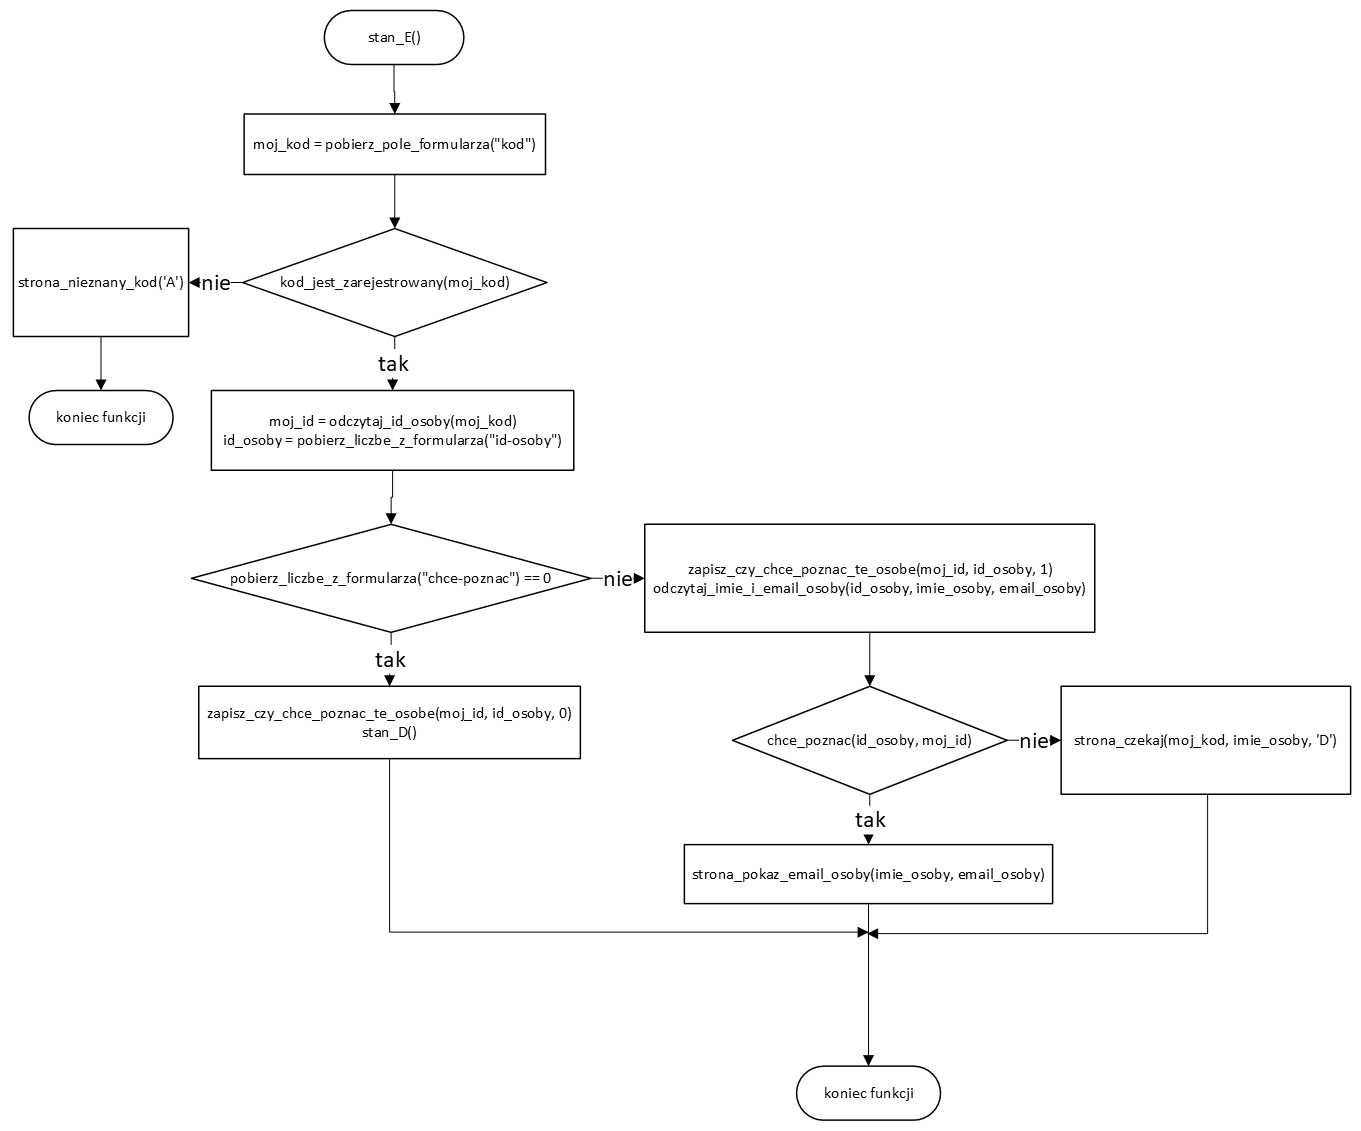 stan_E()
moj_kod = pobierz_pole_formularza("kod")
kod_jest_zarejestrowany(moj_kod)
nie
strona_nieznany_kod('A')
koniec funkcji
tak
moj_id = odczytaj_id_osoby(moj_kod)
id_osoby = pobierz_liczbe_z_formularza("id-osoby")
pobierz_liczbe_z_formularza("chce-poznac") == 0
nie
zapisz_czy_chce_poznac_te_osobe(moj_id, id_osoby, 1)
odczytaj_imie_i_email_osoby(id_osoby, imie_osoby, email_osoby)
tak
zapisz_czy_chce_poznac_te_osobe(moj_id, id_osoby, 0)
stan_D()
chce_poznac(id_osoby, moj_id)
nie
strona_czekaj(moj_kod, imie_osoby, 'D')
tak
strona_pokaz_email_osoby(imie_osoby, email_osoby)
koniec funkcji